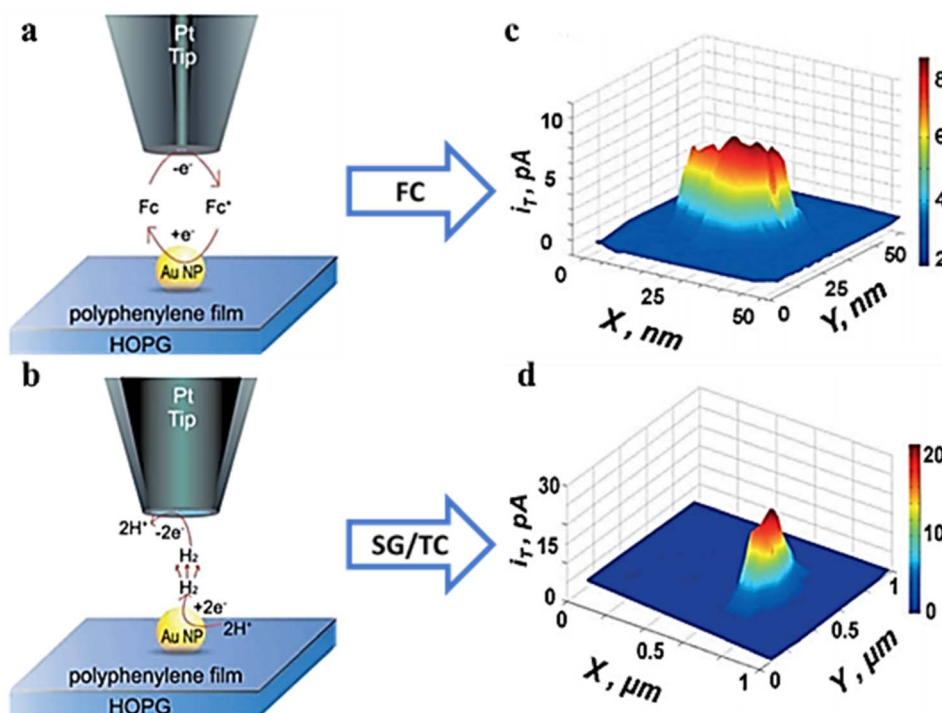 a
Pt
Tip
-e-
Fc
Fc•
+e-
Au NP
polyphenylene film
HOPG
FC
c
10
5
0
i_T, pA
0
25
50
X, nm
0
25
50
Y, nm
8
6
4
2
b
Pt
Tip
2H•
-2e-
H₂
H₂
+2e-
Au NP
2H•
polyphenylene film
HOPG
SG/TC
d
30
15
0
i_T, pA
0
0.5
1
X, µm
0
0.5
1
Y, µm
20
10
0